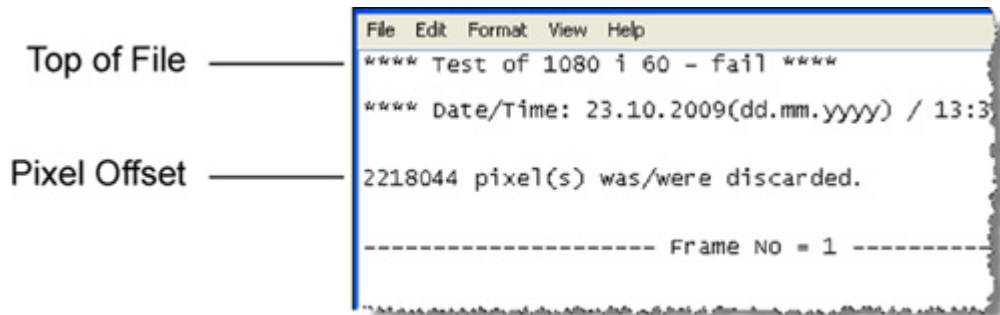 File Edit Format View Help
Top of File
**** Test of 1080 i 60 - fail ****
**** Date/Time: 23.10.2009(dd.mm.yyyy) / 13:3
Pixel Offset
2218044 pixel(s) was/were discarded.
--------------------- Frame No = 1 ----------